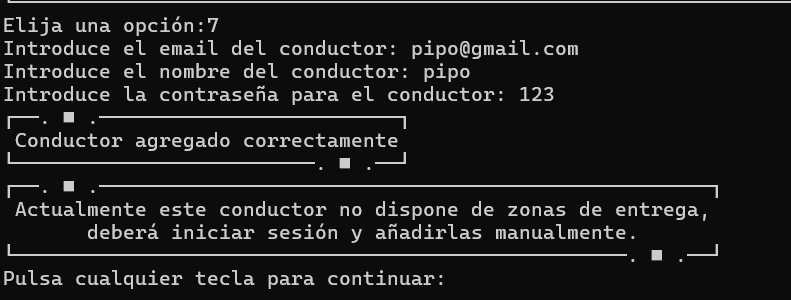 Elija una opción:7
Introduce el email del conductor: pipo@gmail.com
Introduce el nombre del conductor: pipo
Introduce la contraseña para el conductor: 123
Conductor agregado correctamente
Actualmente este conductor no dispone de zonas de entrega,
deberá iniciar sesión y añadirlas manualmente.
Pulsa cualquier tecla para continuar: